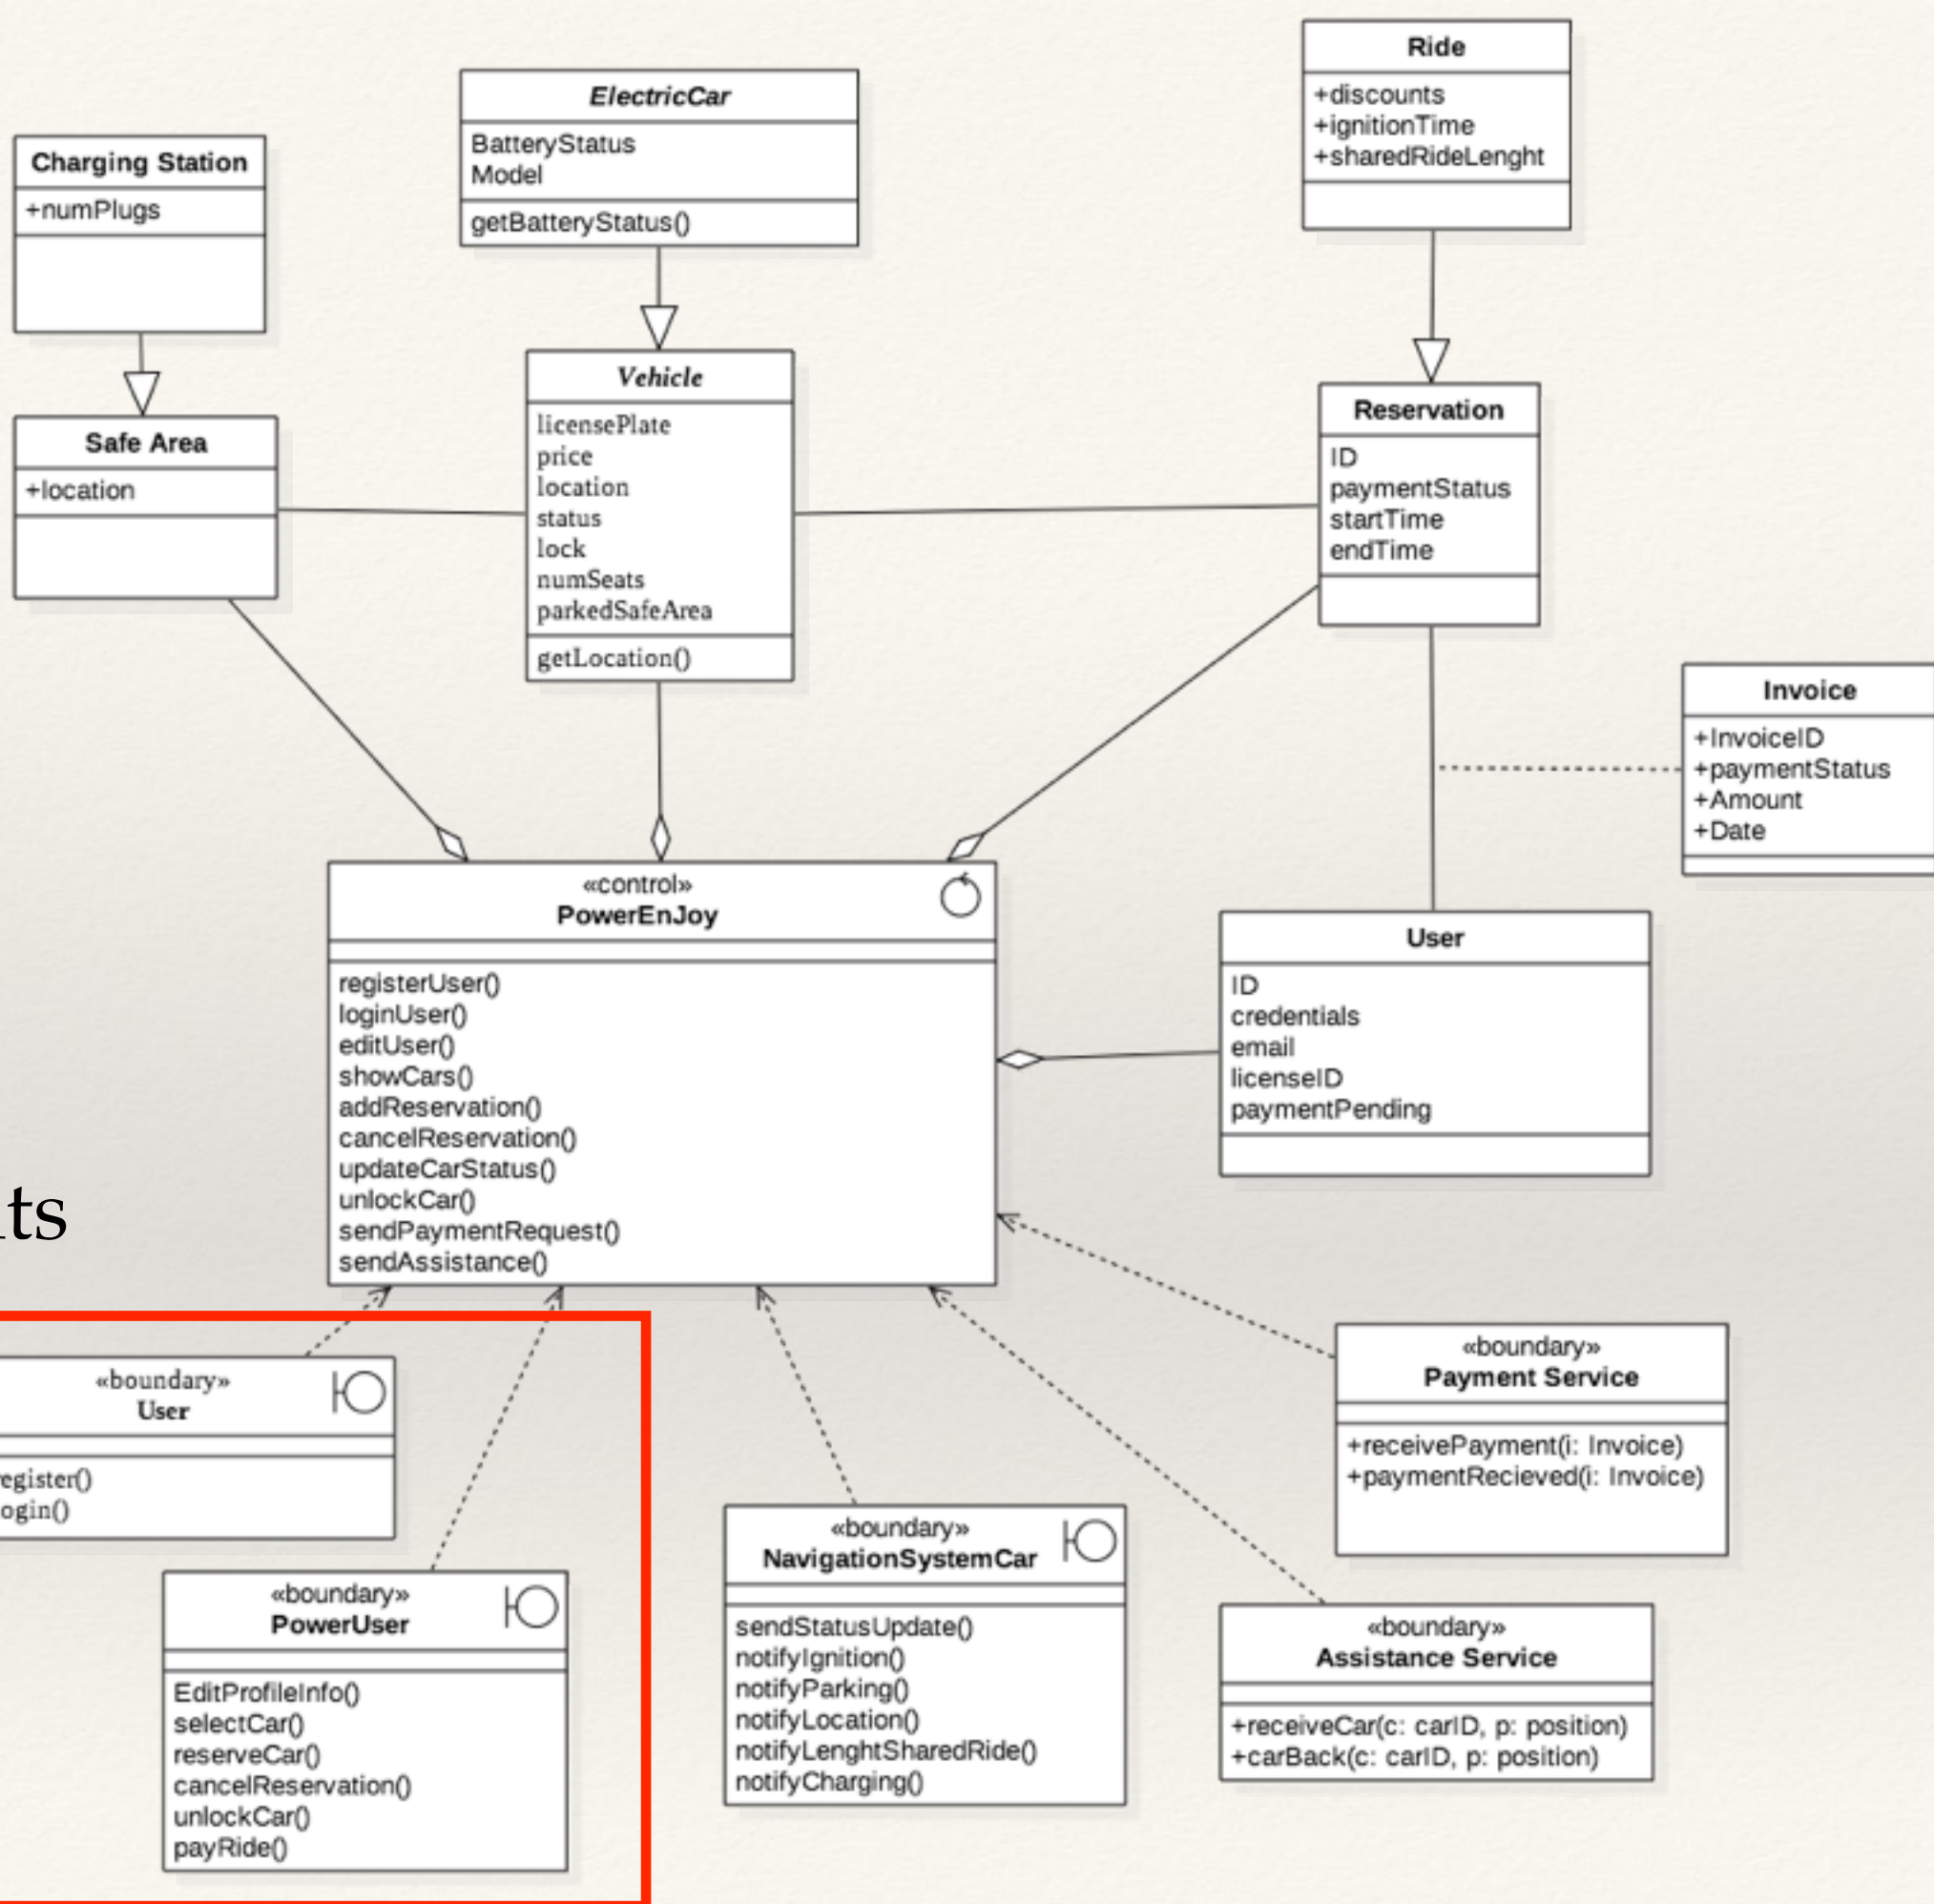 Ride
+discounts
+ignitionTime
+sharedRideLenght
ElectricCar
BatteryStatus
Model
getBatteryStatus()
Charging Station
+numPlugs
Vehicle
licensePlate
price
location
status
lock
numSeats
parkedSafeArea
getLocation()
Safe Area
+location
Reservation
ID
paymentStatus
startTime
endTime
Invoice
+InvoiceID
+paymentStatus
+Amount
+Date
«control»
PowerEnJoy
registerUser()
loginUser()
editUser()
showCars()
addReservation()
cancelReservation()
updateCarStatus()
unlockCar()
sendPaymentRequest()
sendAssistance()
User
ID
credentials
email
licenseID
paymentPending
ts
«boundary»
User
egister()
ogin()
«boundary»
PowerUser
EditProfileInfo()
selectCar()
reserveCar()
cancelReservation()
unlockCar()
payRide()
«boundary»
NavigationSystemCar
sendStatusUpdate()
notifyIgnition()
notifyParking()
notifyLocation()
notifyLenghtSharedRide()
notifyCharging()
«boundary»
Payment Service
+receivePayment(i: Invoice)
+paymentRecieved(i: Invoice)
«boundary»
Assistance Service
+receiveCar(c: carID, p: position)
+carBack(c: carID, p: position)